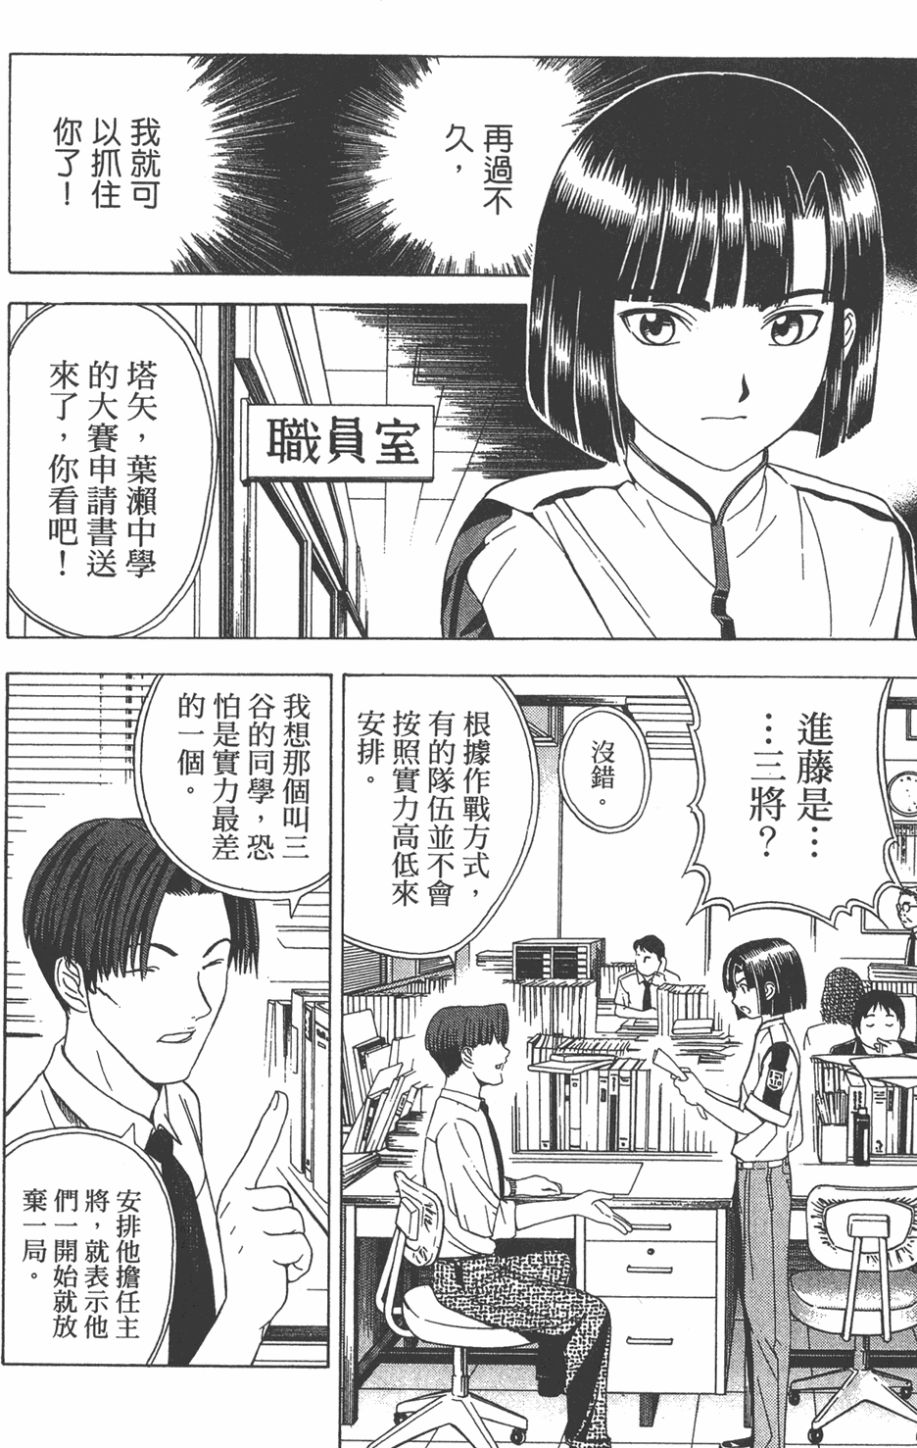 再過不
久，
我就可
以抓住
你了！
職員室
塔矢，葉瀨中學
的大賽申請書送
來了，你看吧！
進藤是…
…三將？
沒錯。
根據作戰方式，
有的隊伍並不會
按照實力高低來
安排。
我想那個叫三
谷的同學，恐
怕是實力最差
的一個。
安排他擔任主
將，就表示他
們一開始就放
棄一局。